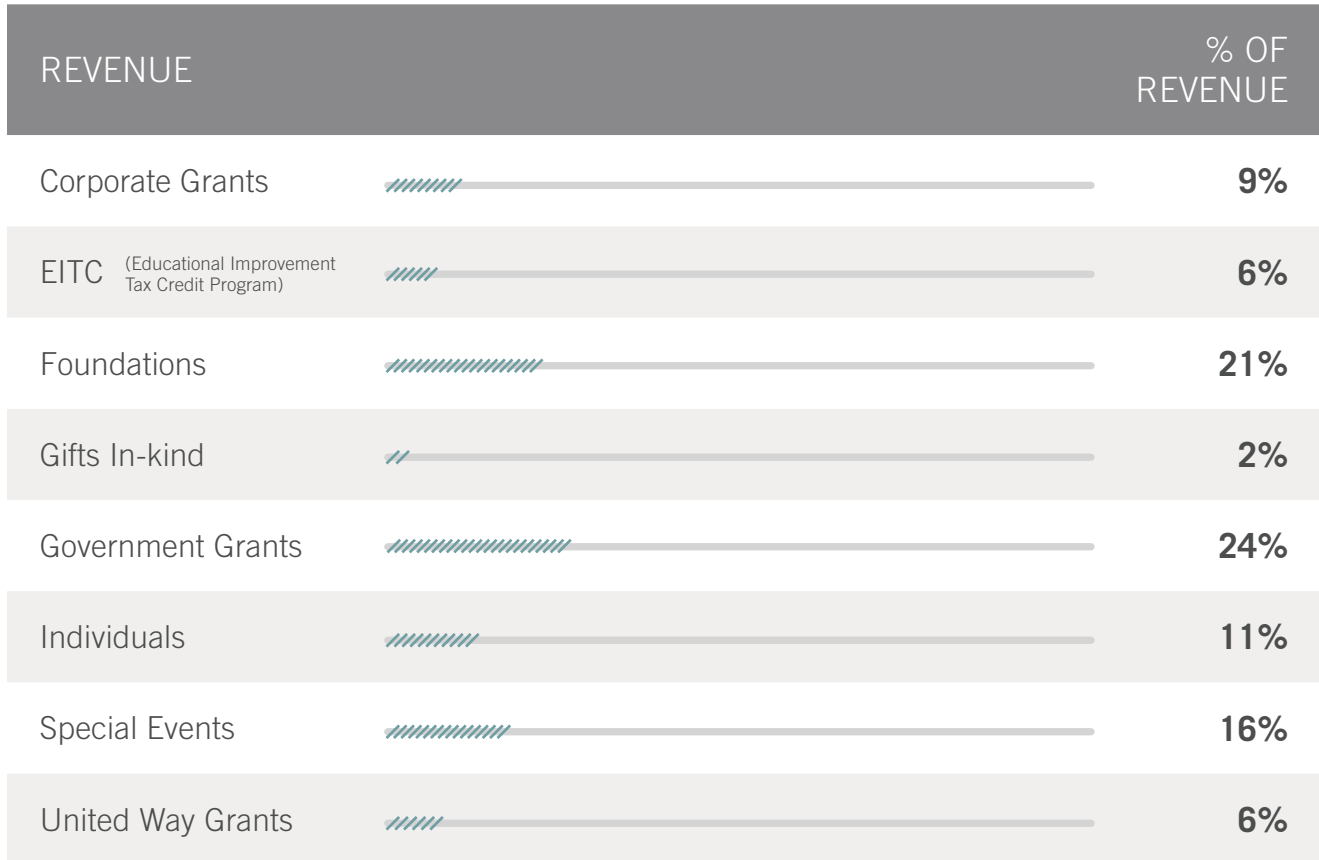 REVENUE
% OF
REVENUE
Corporate Grants 9%
EITC (Educational Improvement
Tax Credit Program) 6%
Foundations 21%
Gifts In-kind 2%
Government Grants 24%
Individuals 11%
Special Events 16%
United Way Grants 6%